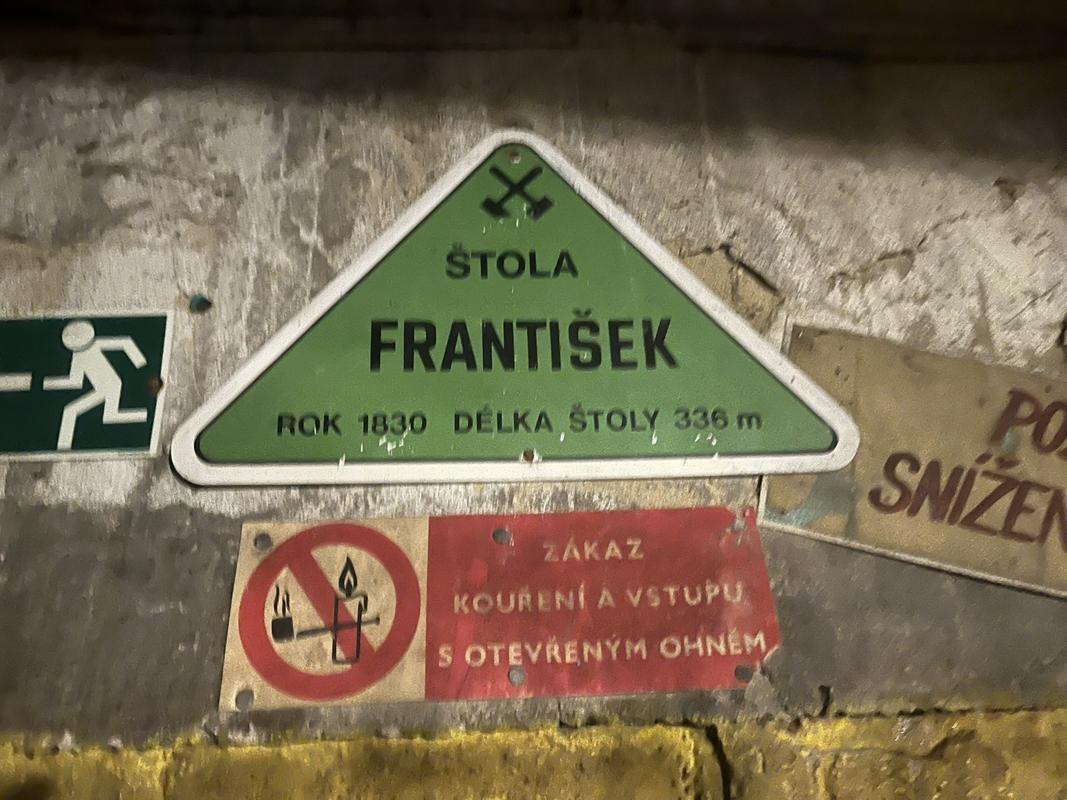 ŠTOLA
FRANTIŠEK
ROK 1830 DÉLKA ŠTOLY 336 m
ZÁKAZ
KOUŘENÍ A VSTUPU
S OTEVŘENÝM OHNĚM